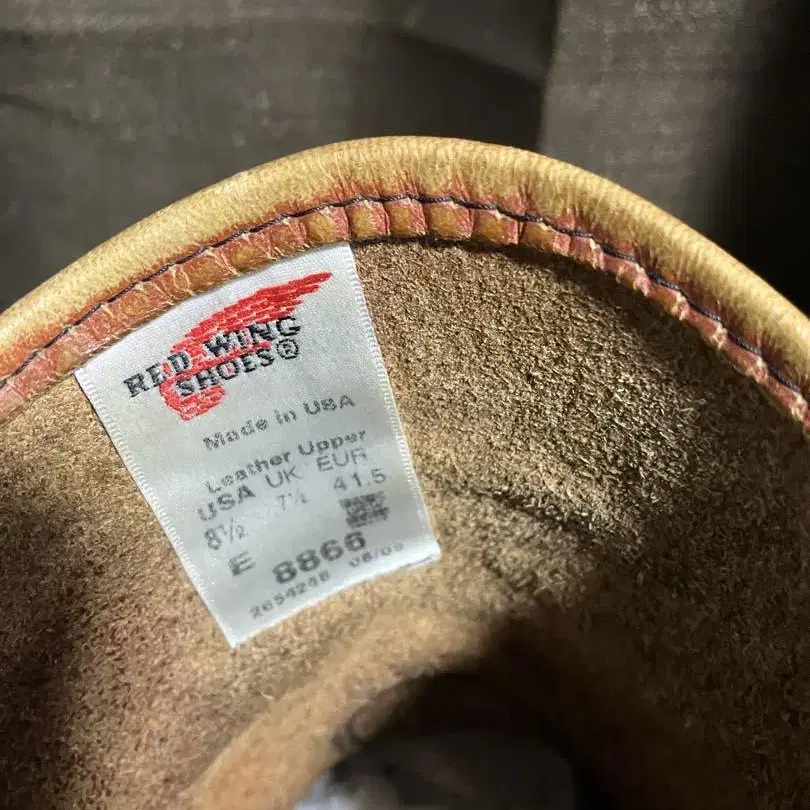 RED WING
SHOES®
Made in USA
Leather Upper
USA UK EUR
8½ 7½ 41.5
E 8866